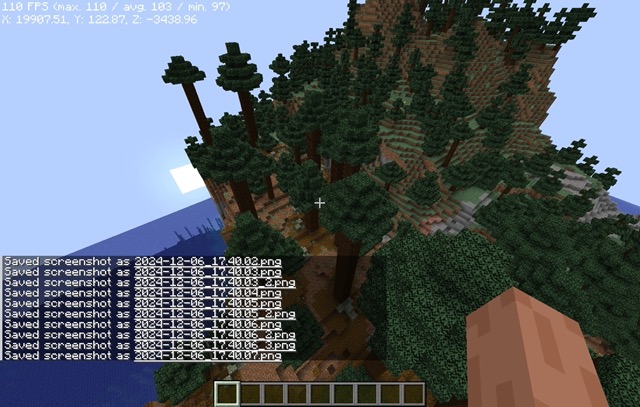 110 FPS (max. 110 / avg. 103 / min. 97)
X: 19907.51, Y: 122.87, Z: -3438.96
Saved screenshot as 2024-12-06_17.40.02.png
Saved screenshot as 2024-12-06_17.40.03.png
Saved screenshot as 2024-12-06_17.40.03_2.png
Saved screenshot as 2024-12-06_17.40.04.png
Saved screenshot as 2024-12-06_17.40.05.png
Saved screenshot as 2024-12-06_17.40.05_2.png
Saved screenshot as 2024-12-06_17.40.06.png
Saved screenshot as 2024-12-06_17.40.06_2.png
Saved screenshot as 2024-12-06_17.40.06_3.png
Saved screenshot as 2024-12-06_17.40.07.png